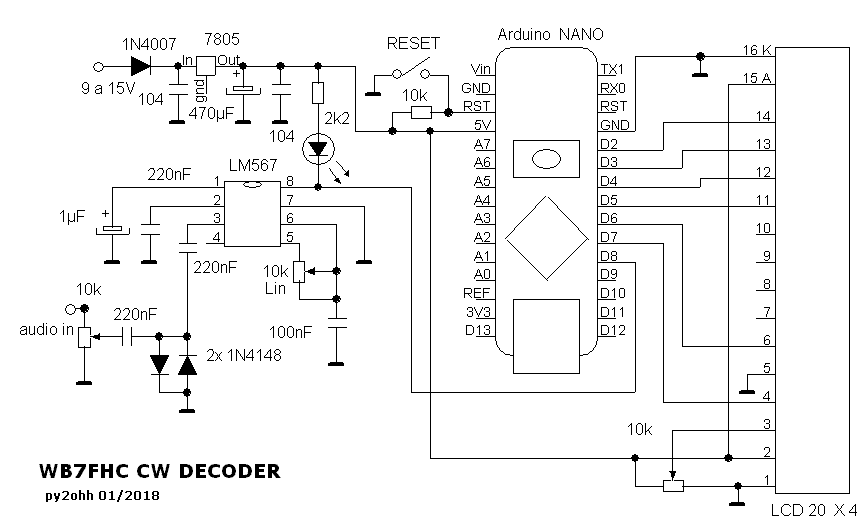 1N4007
In
7805
Out
gnd
9 a 15V
104
470µF
+
104
2k2
RESET
10k
Arduino NANO
Vin
GND
RST
5V
A7
A6
A5
A4
A3
A2
A1
A0
REF
3V3
D13
TX1
RX0
RST
GND
D2
D3
D4
D5
D6
D7
D8
D9
D10
D11
D12
16 K
15 A
14
13
12
11
10
9
8
7
6
5
4
3
2
1
LCD 20 X 4
10k
LM567
220nF
1
2
3
4
8
7
6
5
1µF
+
220nF
10k
Lin
100nF
10k
audio in
220nF
2x 1N4148
WB7FHC CW DECODER
py2ohh 01/2018